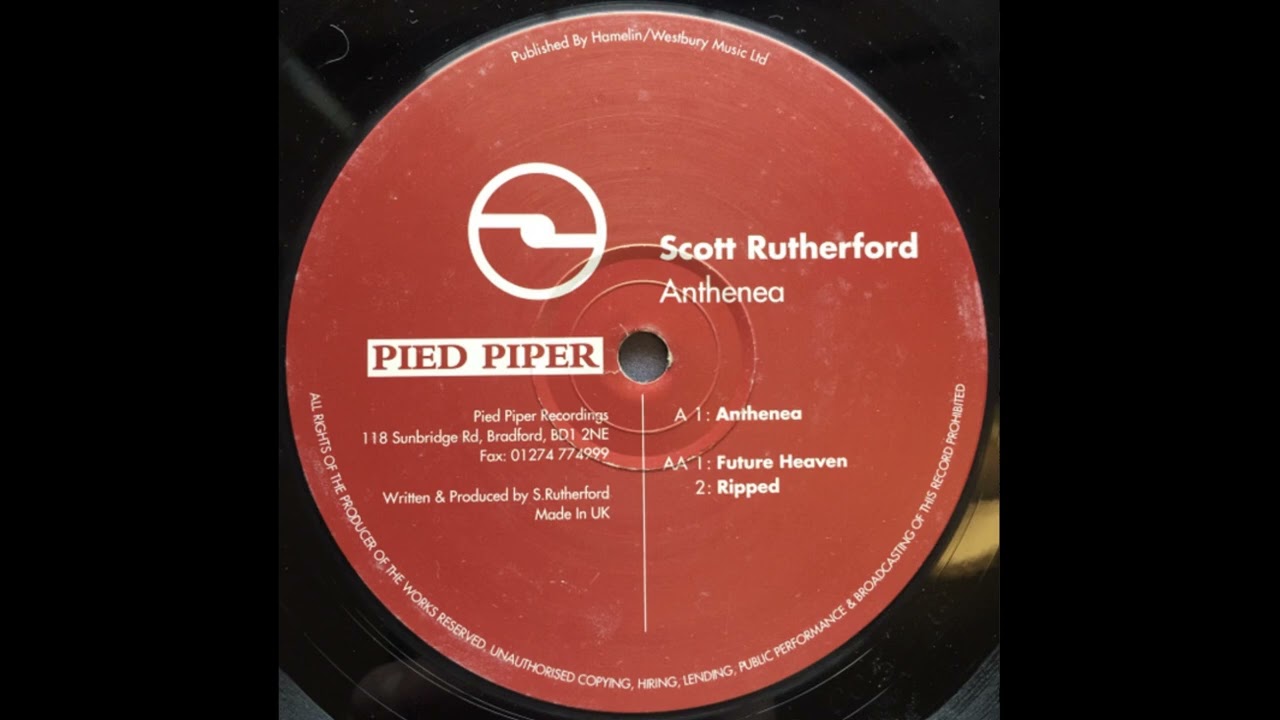 Published By Hamelin/Westbury Music Ltd
Scott Rutherford
Anthenea
PIED PIPER
Pied Piper Recordings
118 Sunbridge Rd, Bradford, BD1 2NE
Fax: 01274 774999
Written & Produced by S.Rutherford
Made In UK
A 1: Anthenea
AA 1: Future Heaven
2: Ripped
ALL RIGHTS OF THE PRODUCER OF THE WORKS RESERVED. UNAUTHORISED COPYING, HIRING, LENDING, PUBLIC PERFORMANCE & BROADCASTING OF THIS RECORD PROHIBITED